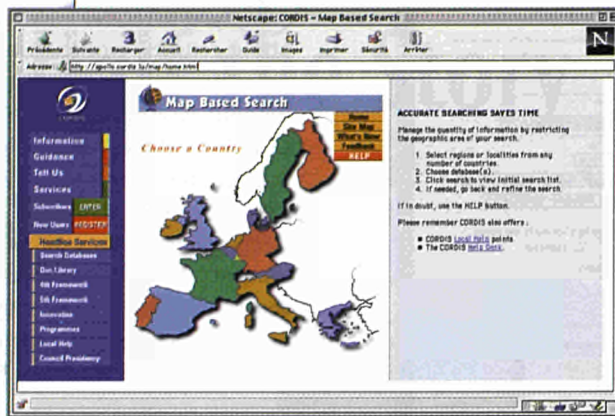 Netscape: CORDIS – Map Based Search
Précédente Suivante Recharger Accueil Rechercher Guide Images Imprimer Sécurité Arrêter
N
Adresse : http://apollo.cordis.lu/map/home.html
CORDIS
Information
Guidance
Tell Us
Services
Subscribers ENTER
New Users REGISTER
Headline Services
Search Databases
Doc Library
4th Framework
5th Framework
Innovation
Programmes
Local Help
Council Presidency
Map Based Search
Choose a Country
Home
Site Map
What's New
Feedback
HELP
ACCURATE SEARCHING SAVES TIME
Manage the quantity of information by restricting
the geographic area of your search.
1. Select regions or localities from any
number of countries.
2. Choose database(s).
3. Click search to view initial search list.
4. If needed, go back and refine the search.
If in doubt, use the HELP button.
Please remember CORDIS also offers :
■ CORDIS Local Help points
■ The CORDIS Help Desk.